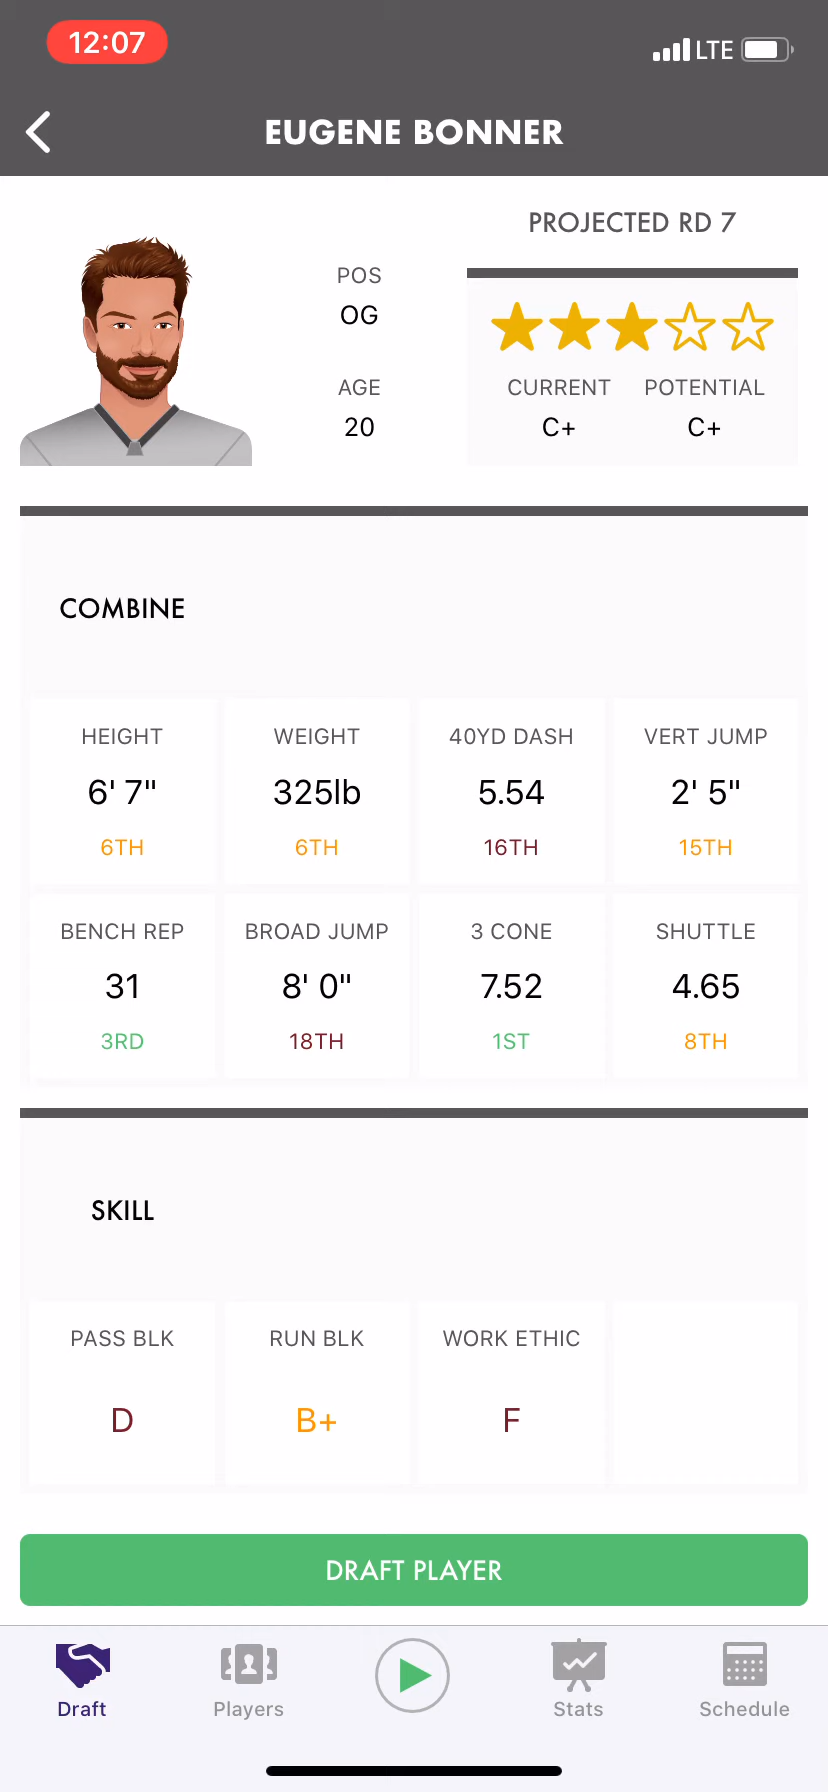 12:07
LTE
EUGENE BONNER
PROJECTED RD 7
POS
OG
AGE
20
CURRENT POTENTIAL
C+ C+
COMBINE
HEIGHT WEIGHT 40YD DASH VERT JUMP
6' 7" 325lb 5.54 2' 5"
6TH 6TH 16TH 15TH
BENCH REP BROAD JUMP 3 CONE SHUTTLE
31 8' 0" 7.52 4.65
3RD 18TH 1ST 8TH
SKILL
PASS BLK RUN BLK WORK ETHIC
D B+ F
DRAFT PLAYER
Draft Players Stats Schedule